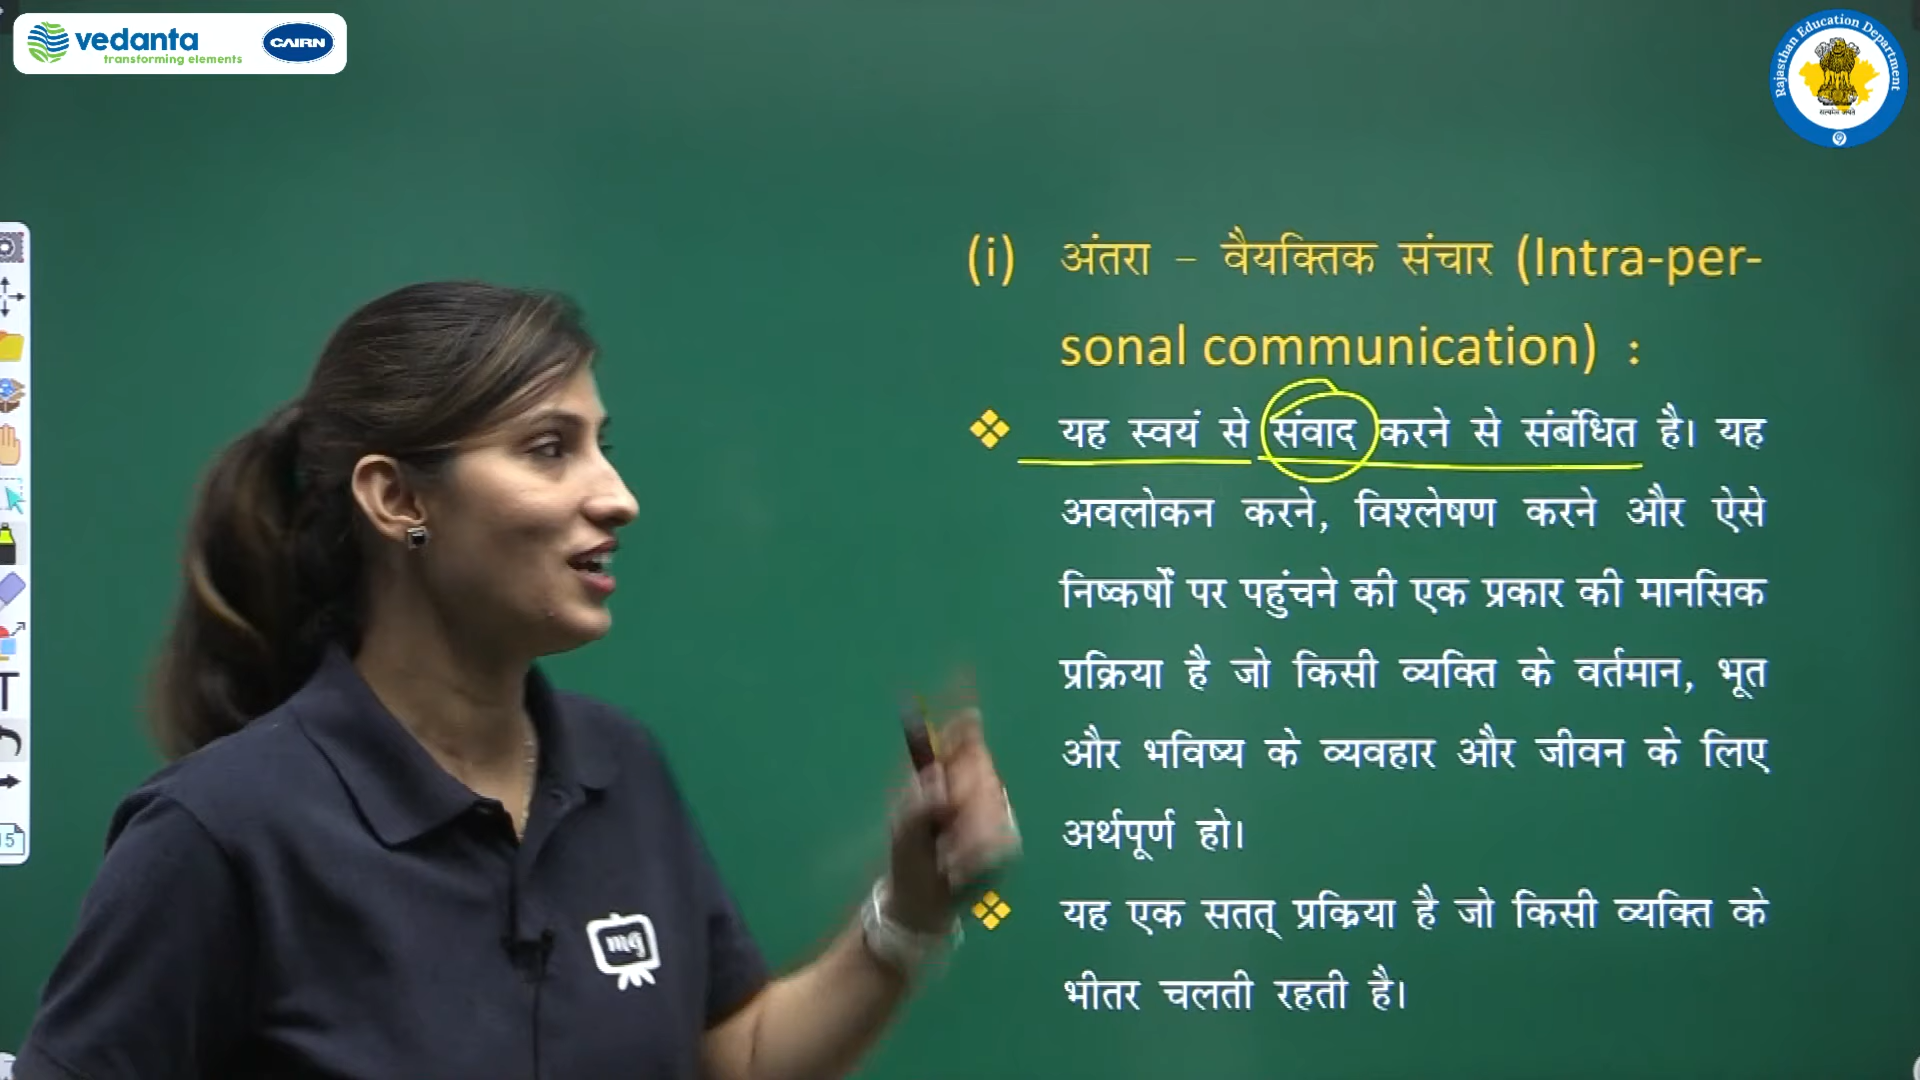 vedanta
transforming elements
CAIRN
Rajasthan Education Department
(i) अंतरा - वैयक्तिक संचार (Intra-per-
sonal communication) :
यह स्वयं से संवाद करने से संबंधित है। यह
अवलोकन करने, विश्लेषण करने और ऐसे
निष्कर्षों पर पहुंचने की एक प्रकार की मानसिक
प्रक्रिया है जो किसी व्यक्ति के वर्तमान, भूत
और भविष्य के व्यवहार और जीवन के लिए
अर्थपूर्ण हो।
यह एक सतत् प्रक्रिया है जो किसी व्यक्ति के
भीतर चलती रहती है।
T
15
mg